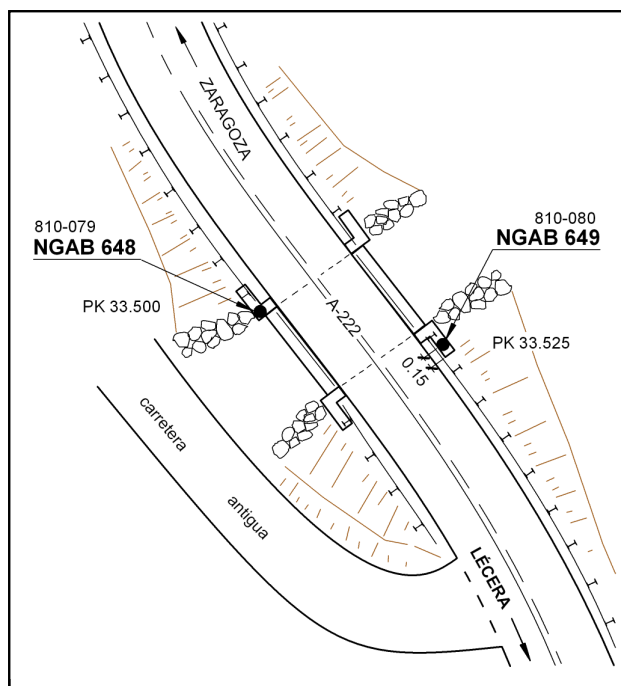 ZARAGOZA
810-079
NGAB 648
PK 33.500
810-080
NGAB 649
PK 33.525
A-222
0.15
carretera
antigua
LÉCERA